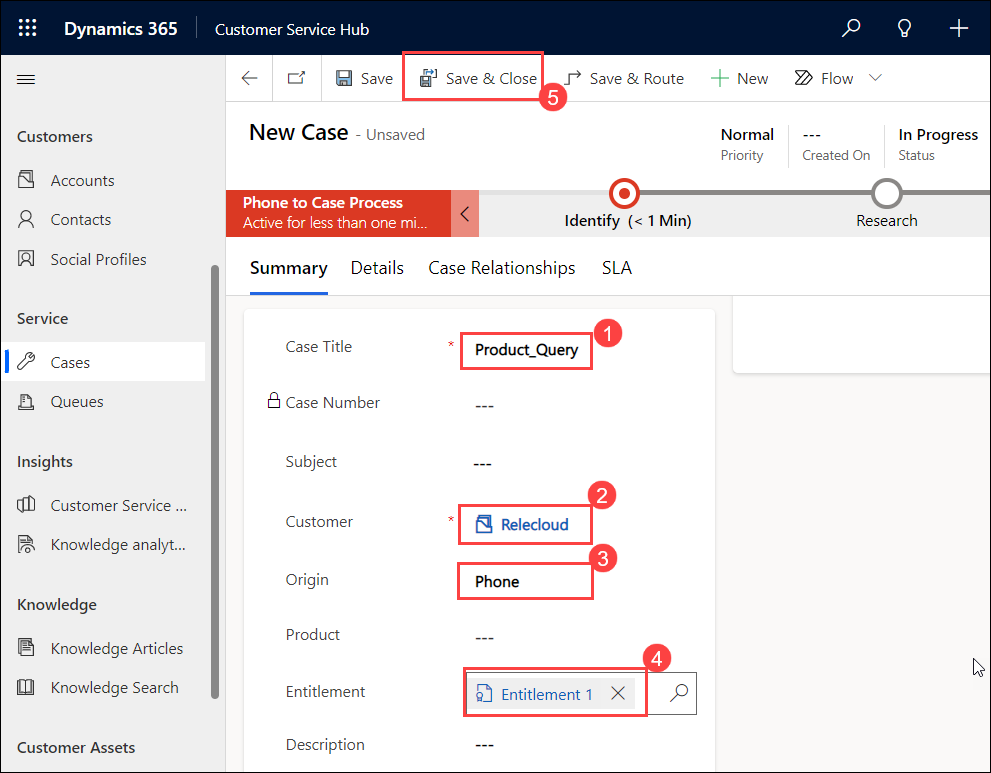 Dynamics 365 Customer Service Hub
Save Save & Close Save & Route New Flow
5
New Case - Unsaved
Normal --- In Progress
Priority Created On Status
Phone to Case Process
Active for less than one mi...
Identify (< 1 Min) Research
Customers
Accounts
Contacts
Social Profiles
Service
Cases
Queues
Insights
Customer Service ...
Knowledge analyt...
Knowledge
Knowledge Articles
Knowledge Search
Customer Assets
Summary Details Case Relationships SLA
Case Title * Product_Query 1
Case Number ---
Subject ---
Customer * Relecloud 2
Origin Phone 3
Product ---
Entitlement Entitlement 1 4
Description ---